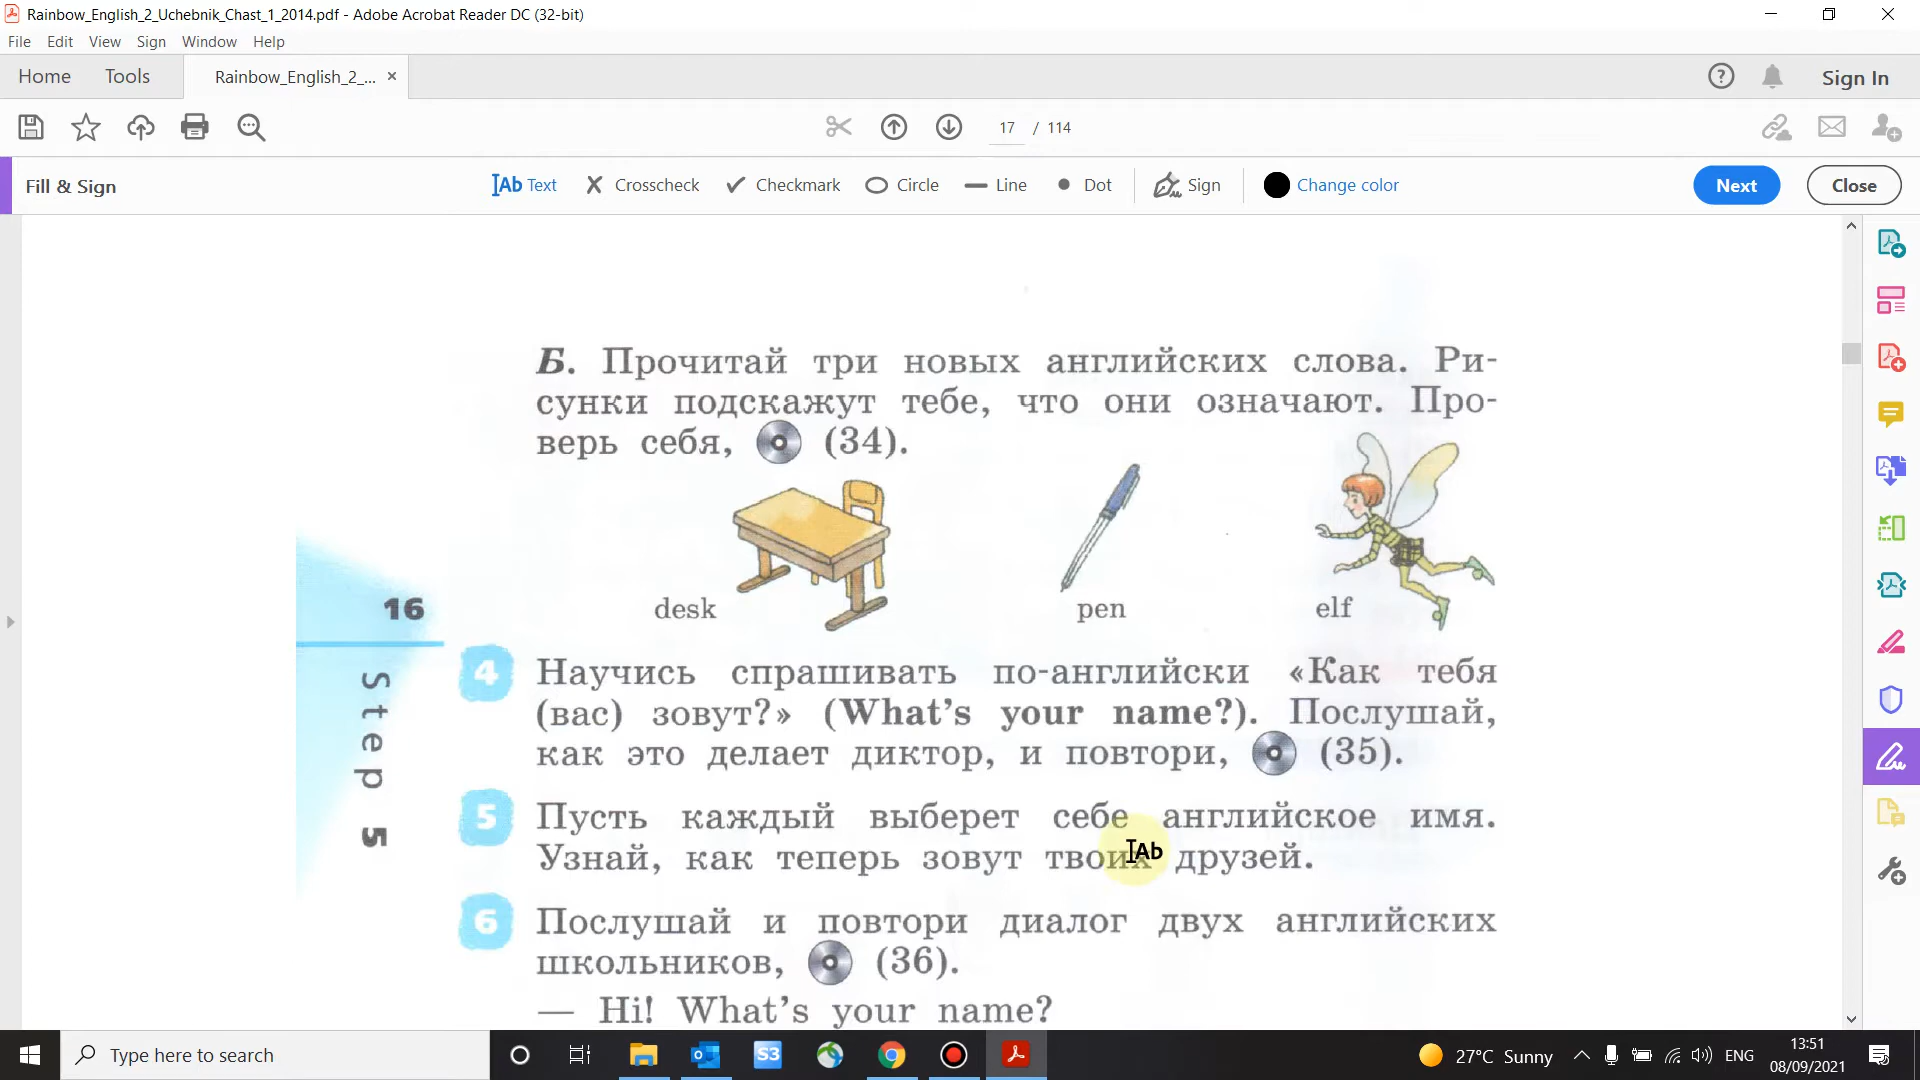 Rainbow_English_2_Uchebnik_Chast_1_2014.pdf - Adobe Acrobat Reader DC (32-bit)
File Edit View Sign Window Help
Home Tools Rainbow_English_2_... × Sign In
17 / 114
Fill & Sign Ab Text Crosscheck Checkmark Circle Line Dot Sign Change color Next Close
Б. Прочитай три новых английских слова. Ри-
сунки подскажут тебе, что они означают. Про-
верь себя, (34).
desk pen elf
16
Step 5
4 Научись спрашивать по-английски «Как тебя
(вас) зовут?» (What's your name?). Послушай,
как это делает диктор, и повтори, (35).
5 Пусть каждый выберет себе английское имя.
Узнай, как теперь зовут твоих друзей.
Ab
6 Послушай и повтори диалог двух английских
школьников, (36).
— Hi! What's your name?
Type here to search S3 27°C Sunny ENG 13:51
08/09/2021